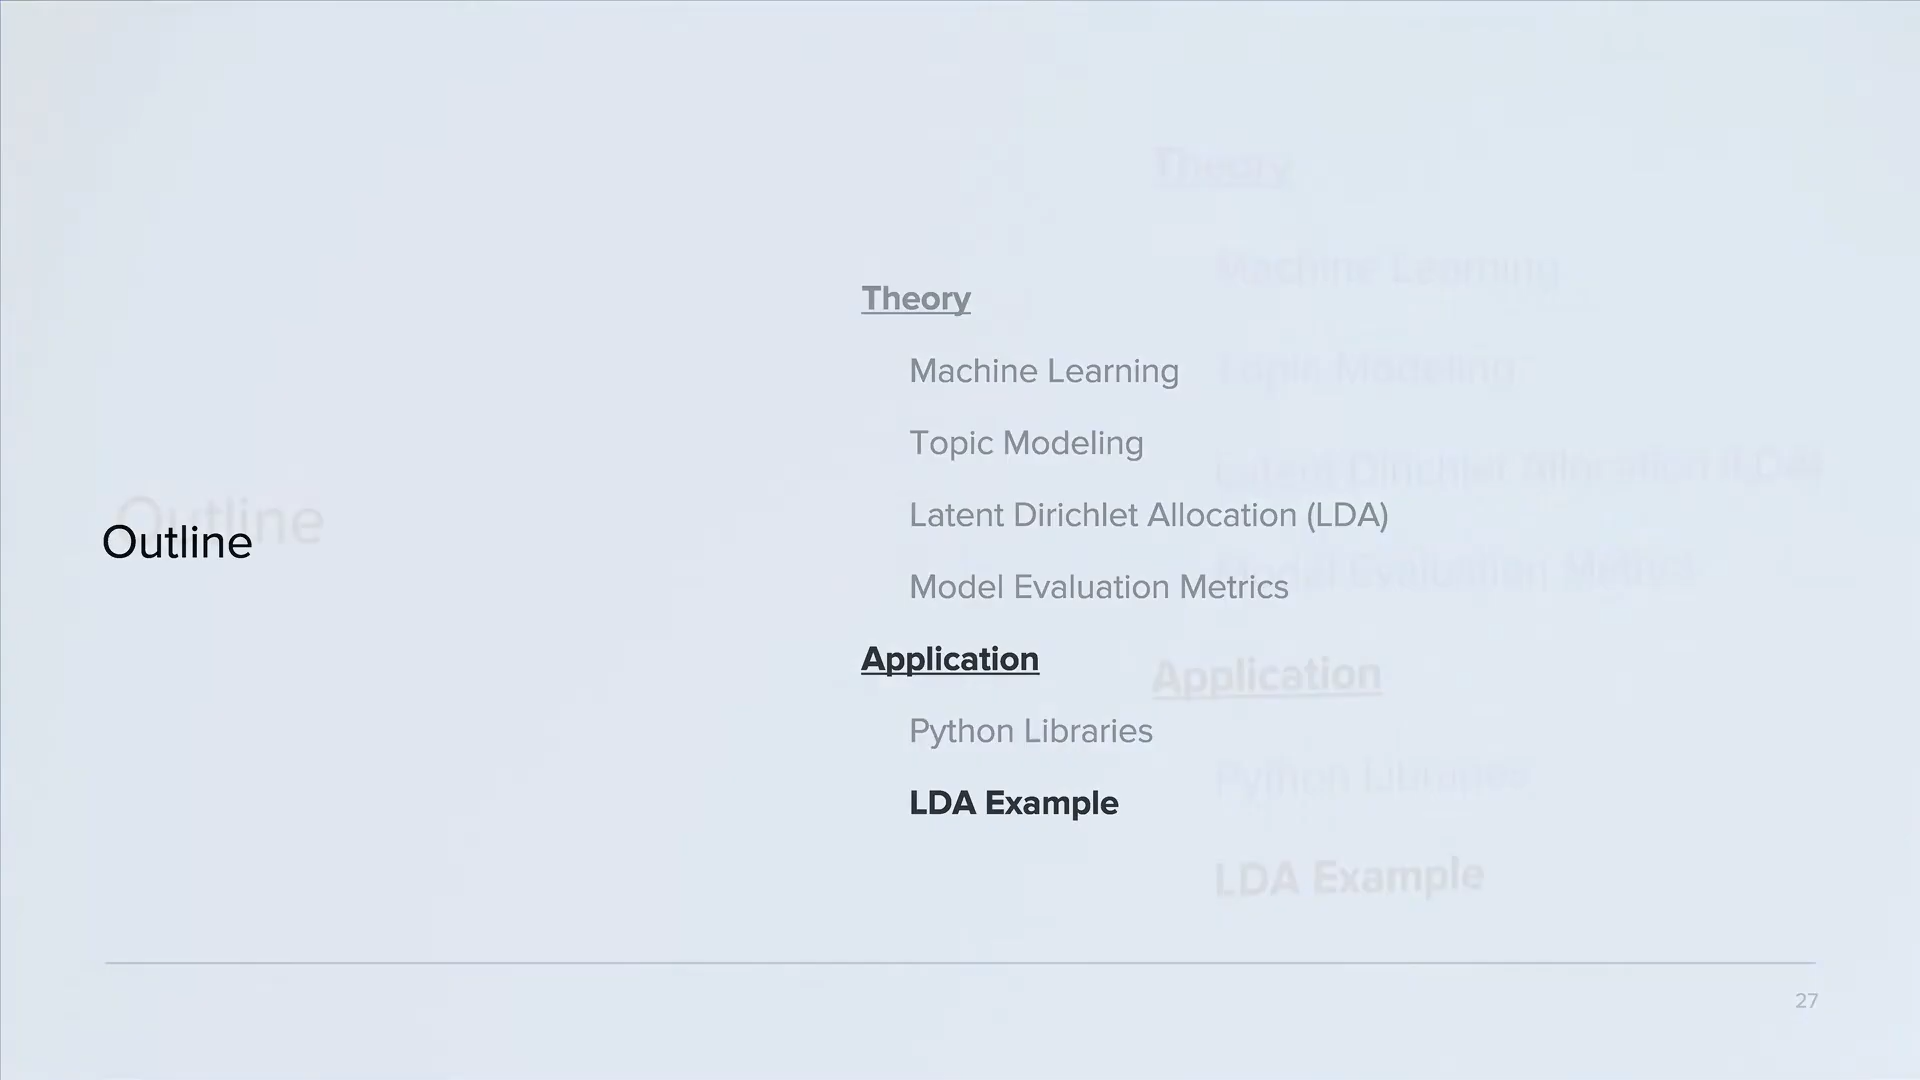 Outline
Theory
Machine Learning
Topic Modeling
Latent Dirichlet Allocation (LDA)
Model Evaluation Metrics
Application
Python Libraries
LDA Example
27